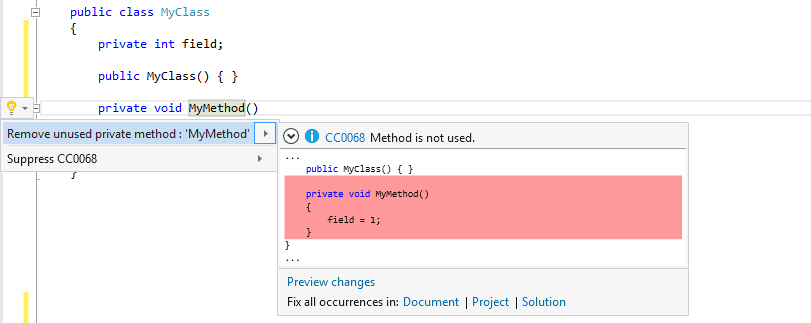 public class MyClass
{
private int field;
public MyClass() { }
private void MyMethod()
Remove unused private method : 'MyMethod'
Suppress CC0068
}
CC0068 Method is not used.
...
public MyClass() { }
private void MyMethod()
{
field = 1;
}
}
...
Preview changes
Fix all occurrences in: Document | Project | Solution